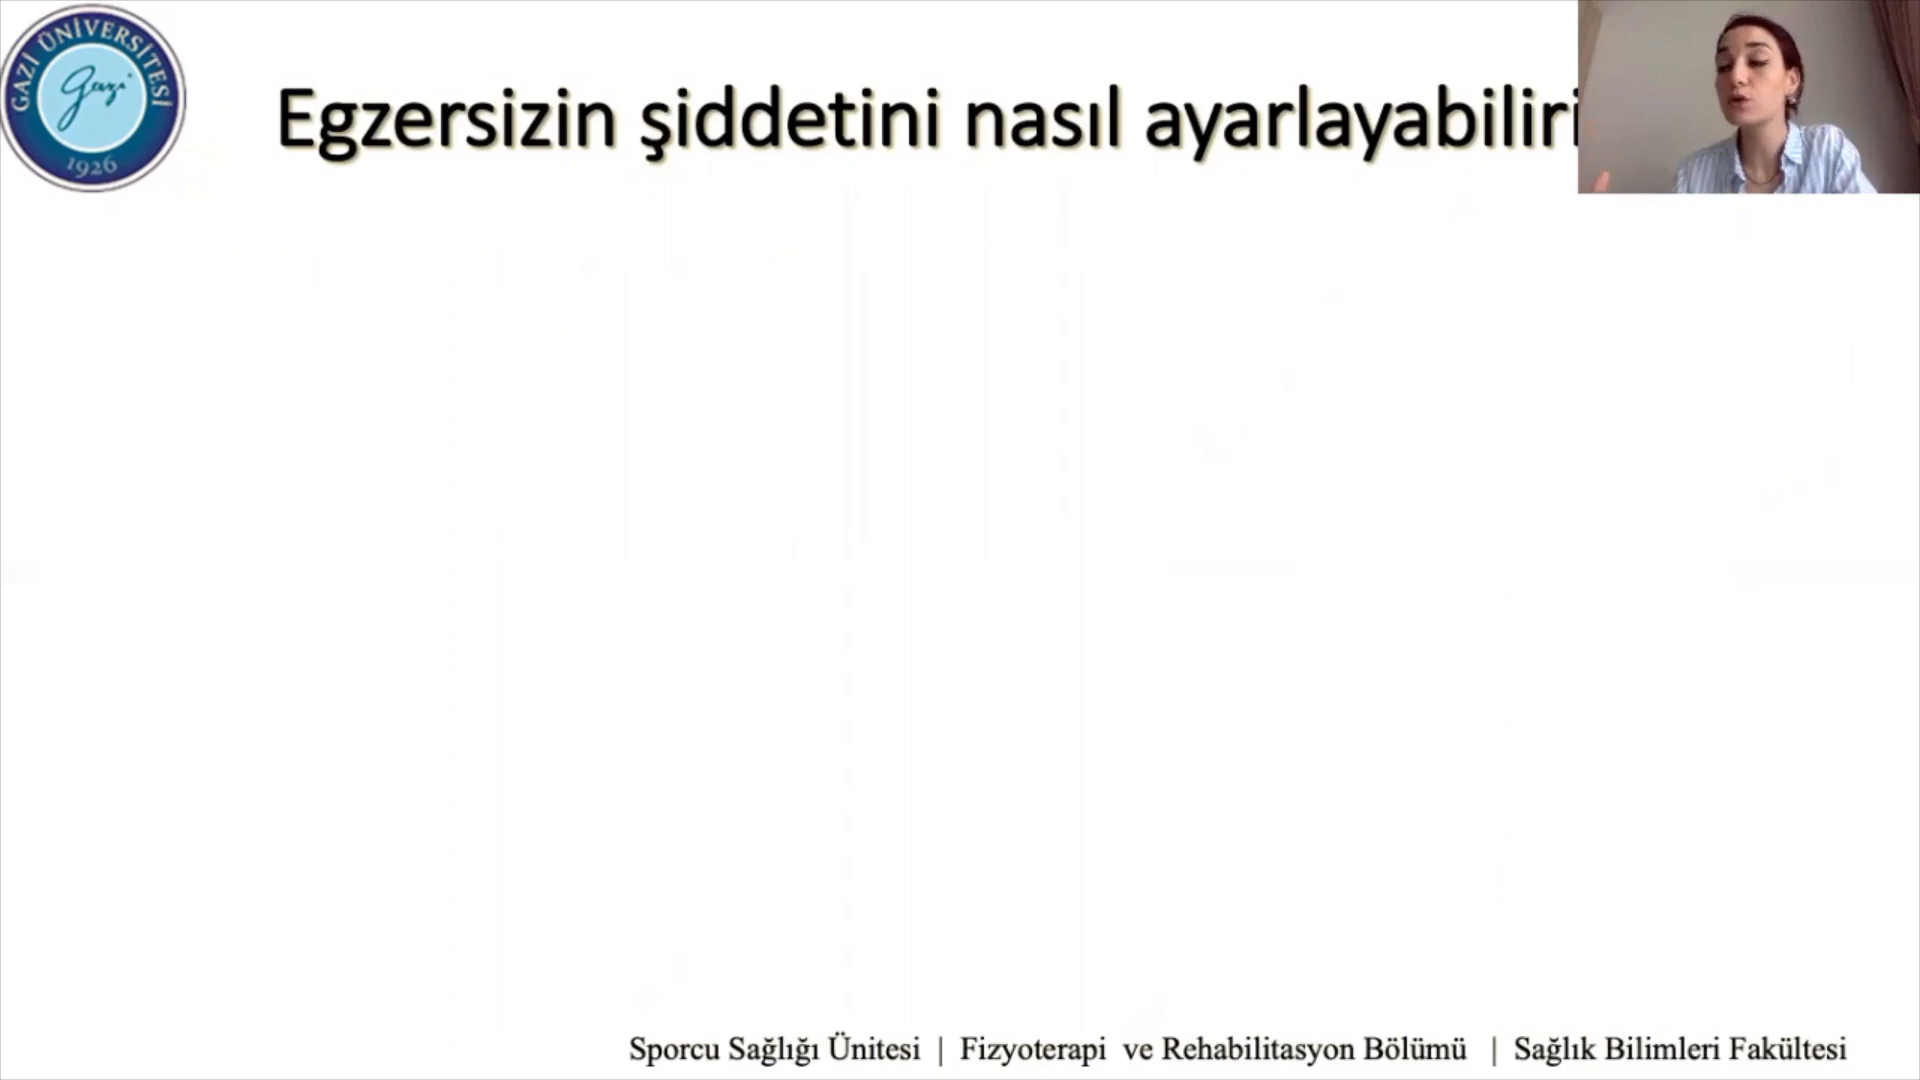 GAZİ ÜNİVERSİTESİ
gazi
1926
Egzersizin şiddetini nasıl ayarlayabiliri
Sporcu Sağlığı Ünitesi | Fizyoterapi ve Rehabilitasyon Bölümü | Sağlık Bilimleri Fakültesi